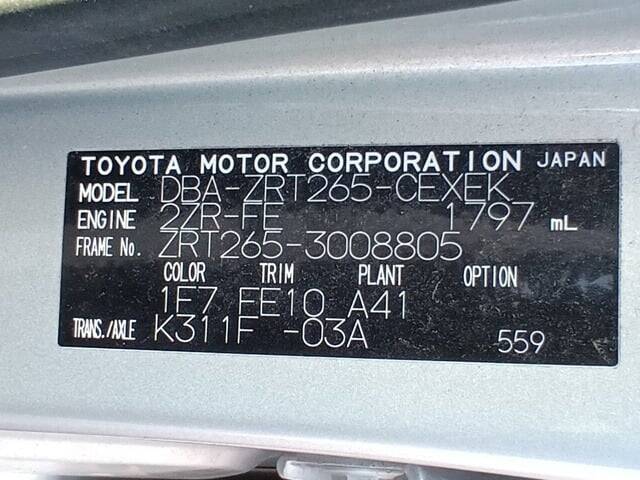 TOYOTA MOTOR CORPORATION JAPAN
MODEL DBA-ZRT265-CEXEK
ENGINE 2ZR-FE 1797 mL
FRAME No. ZRT265-3008805
COLOR TRIM PLANT OPTION
1F7 FE10 A41
TRANS./AXLE K311F -03A
559